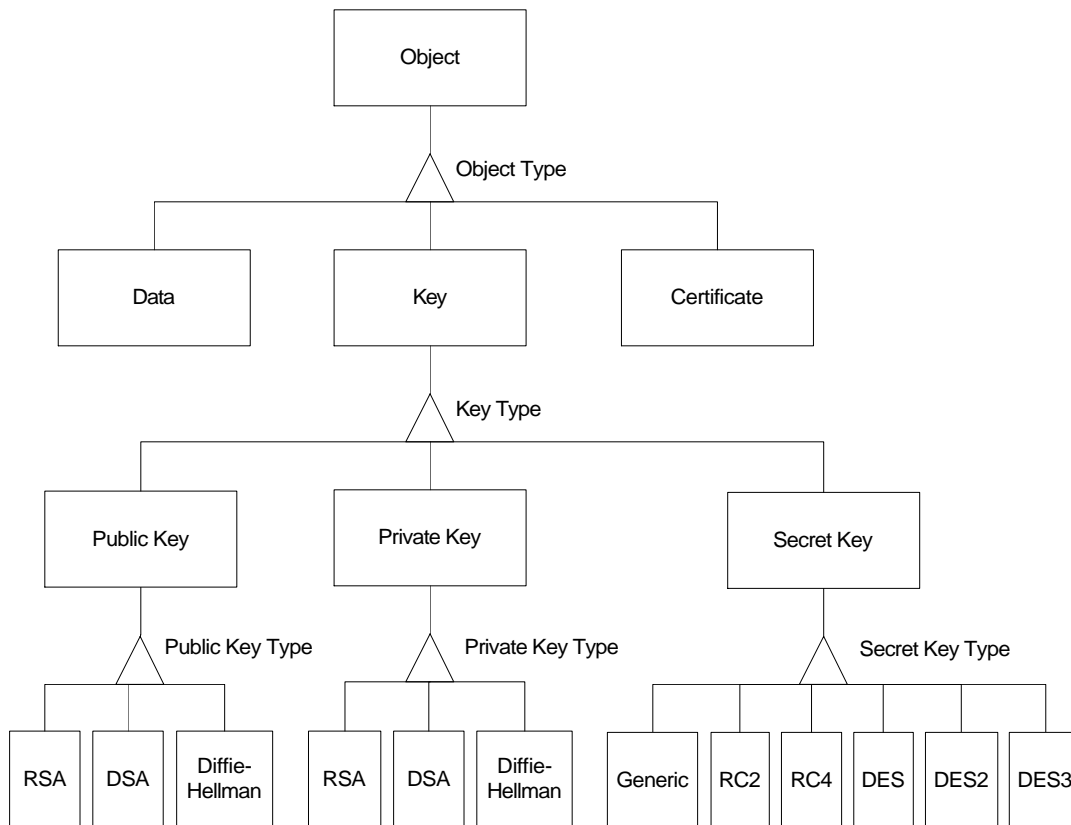 Object
Object Type
Data
Key
Certificate
Key Type
Public Key
Private Key
Secret Key
Public Key Type
Private Key Type
Secret Key Type
RSA
DSA
Diffie-
Hellman
RSA
DSA
Diffie-
Hellman
Generic
RC2
RC4
DES
DES2
DES3